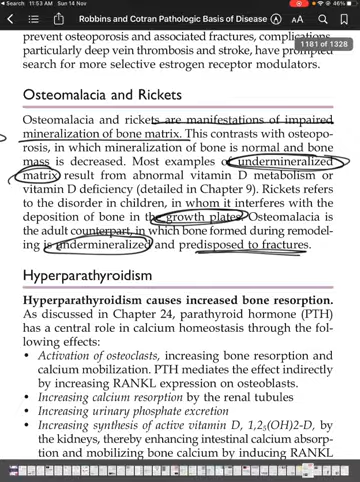 Search 11:53 AM Sun 14 Nov 46%
Robbins and Cotran Pathologic Basis of Disease
AA
prevent osteoporosis and associated fractures, complications,
1181 of 1328
particularly deep vein thrombosis and stroke, have prompted
search for more selective estrogen receptor modulators.
Osteomalacia and Rickets
Osteomalacia and rickets are manifestations of impaired
mineralization of bone matrix. This contrasts with osteopo-
rosis, in which mineralization of bone is normal and bone
mass is decreased. Most examples of undermineralized
matrix result from abnormal vitamin D metabolism or
vitamin D deficiency (detailed in Chapter 9). Rickets refers
to the disorder in children, in whom it interferes with the
deposition of bone in the growth plates. Osteomalacia is
the adult counterpart, in which bone formed during remodel-
ing is undermineralized and predisposed to fractures.
Hyperparathyroidism
Hyperparathyroidism causes increased bone resorption.
As discussed in Chapter 24, parathyroid hormone (PTH)
has a central role in calcium homeostasis through the fol-
lowing effects:
• Activation of osteoclasts, increasing bone resorption and
calcium mobilization. PTH mediates the effect indirectly
by increasing RANKL expression on osteoblasts.
• Increasing calcium resorption by the renal tubules
• Increasing urinary phosphate excretion
• Increasing synthesis of active vitamin D, 1,25(OH)2-D, by
the kidneys, thereby enhancing intestinal calcium absorp-
tion and mobilizing bone calcium by inducing RANKL